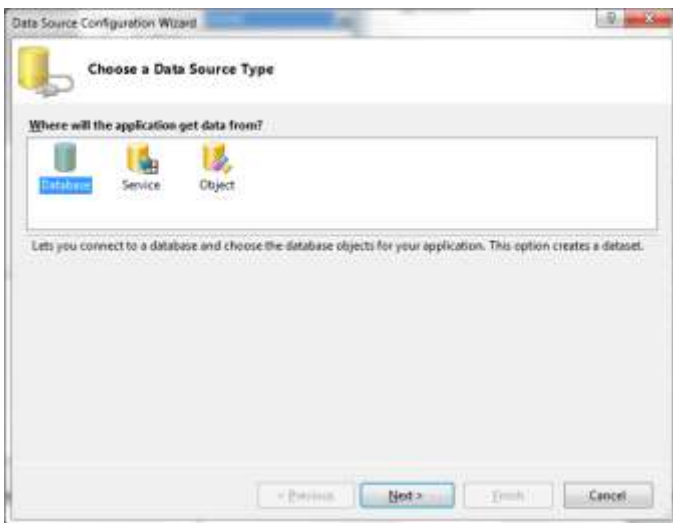 Data Source Configuration Wizard
Choose a Data Source Type
Where will the application get data from?
Database Service Object
Lets you connect to a database and choose the database objects for your application. This option creates a dataset.
< Previous Next > Finish Cancel